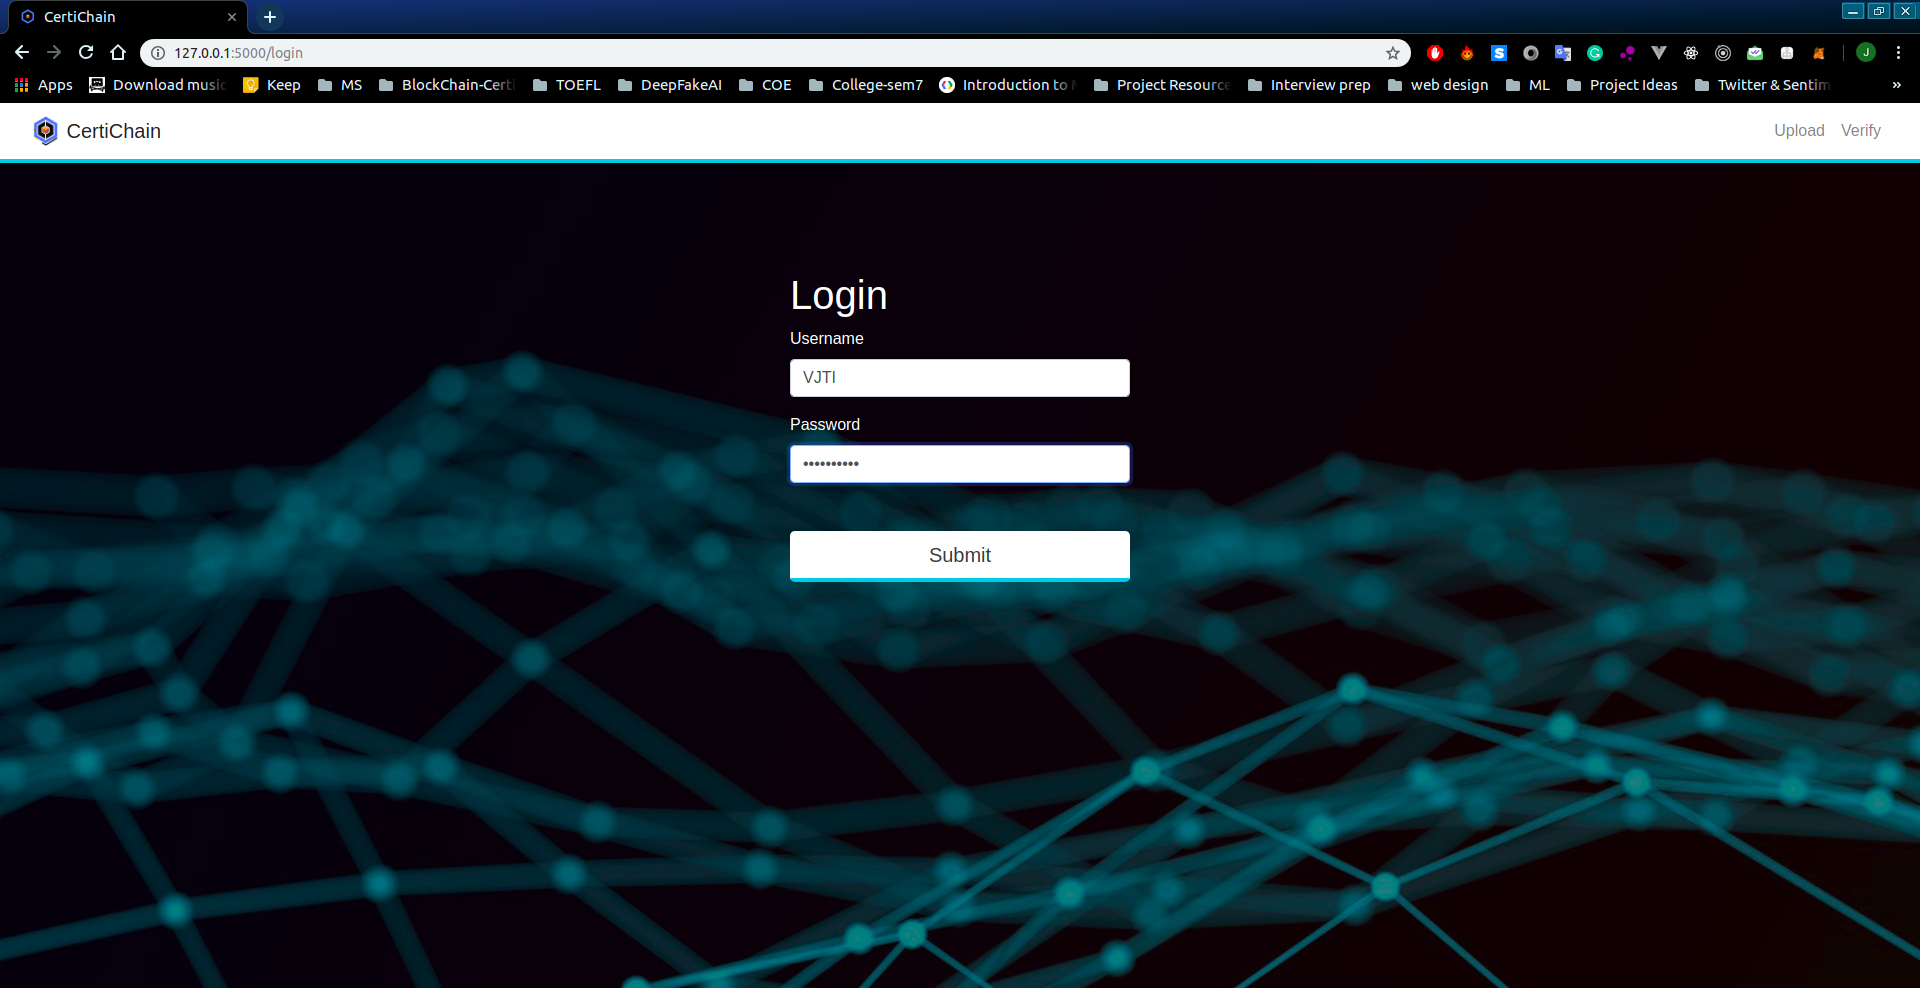 CertiChain
127.0.0.1:5000/login
Apps Download music Keep MS BlockChain-Certi TOEFL DeepFakeAI COE College-sem7 Introduction to Project Resource Interview prep web design ML Project Ideas Twitter & Sentim »
CertiChain Upload Verify
Login
Username
VJTI
Password
••••••••••
Submit